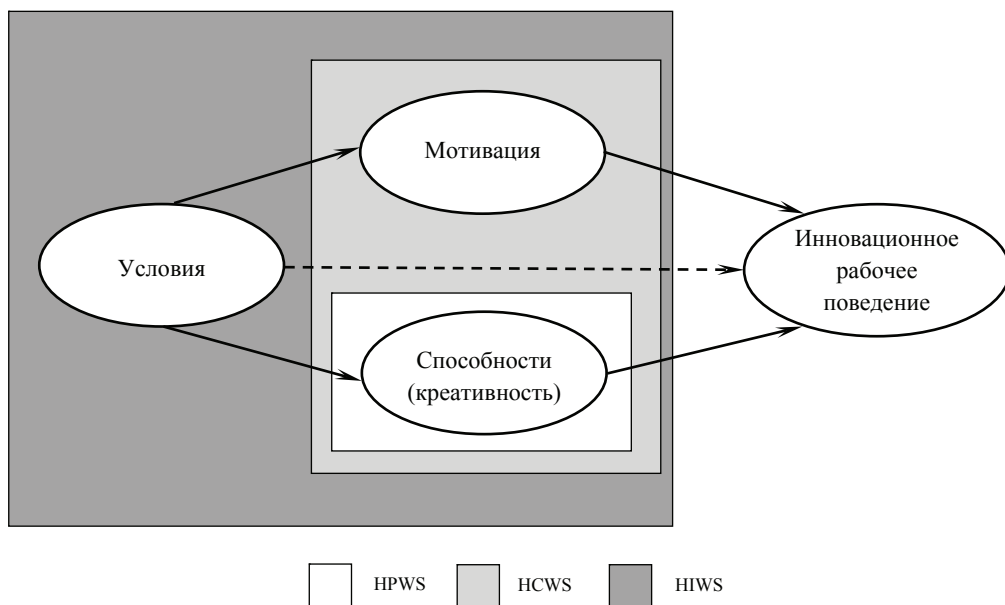 Мотивация
Условия
Инновационное
рабочее
поведение
Способности
(креативность)
HPWS
HCWS
HIWS